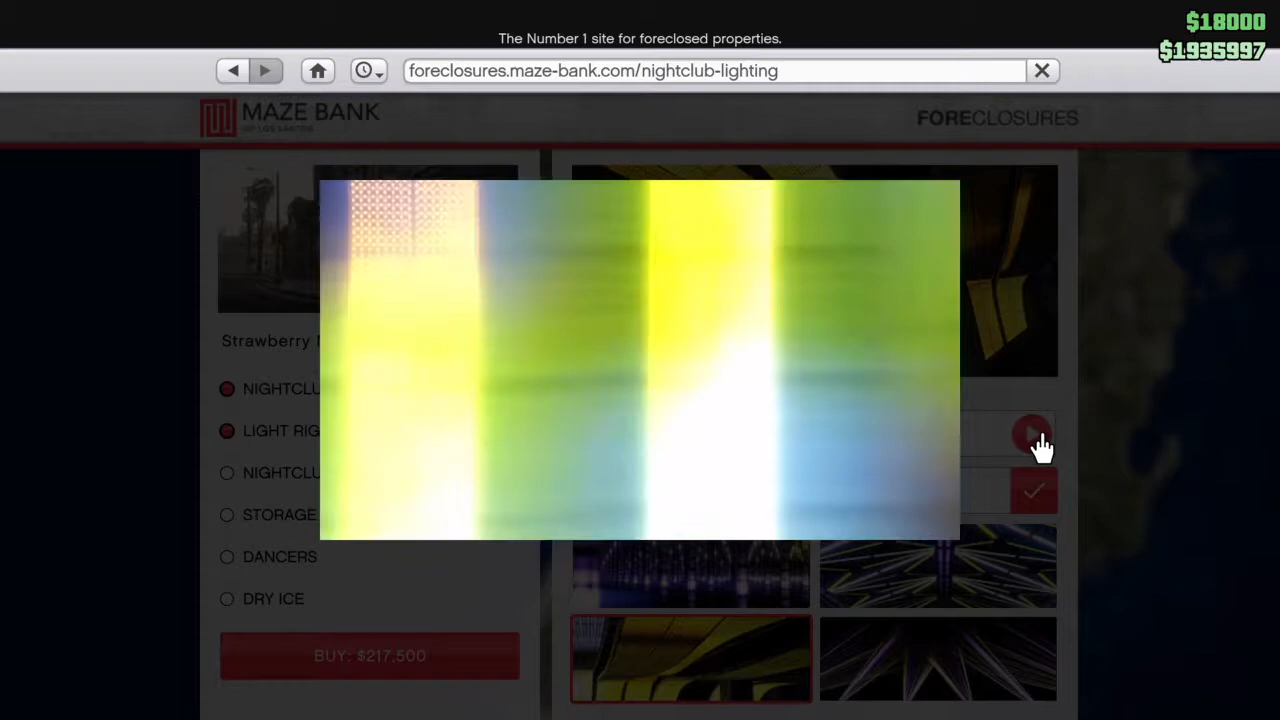 $18000
The Number 1 site for foreclosed properties.
$1935997
foreclosures.maze-bank.com/nightclub-lighting
MAZE BANK
OF LOS SANTOS
FORECLOSURES
Strawberry
NIGHTCLU
LIGHT RIG
NIGHTCLU
STORAGE
DANCERS
DRY ICE
BUY: $217,500